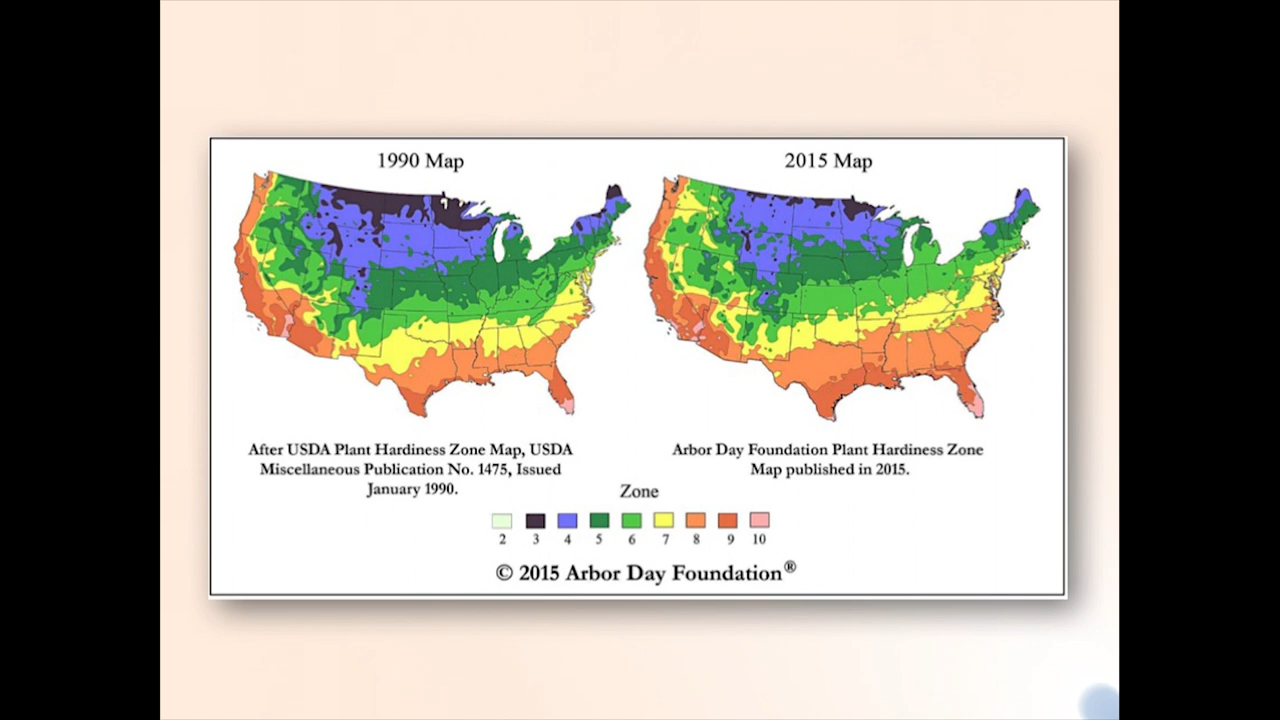 1990 Map
2015 Map
After USDA Plant Hardiness Zone Map, USDA
Miscellaneous Publication No. 1475, Issued
January 1990.
Arbor Day Foundation Plant Hardiness Zone
Map published in 2015.
Zone
2 3 4 5 6 7 8 9 10
© 2015 Arbor Day Foundation®